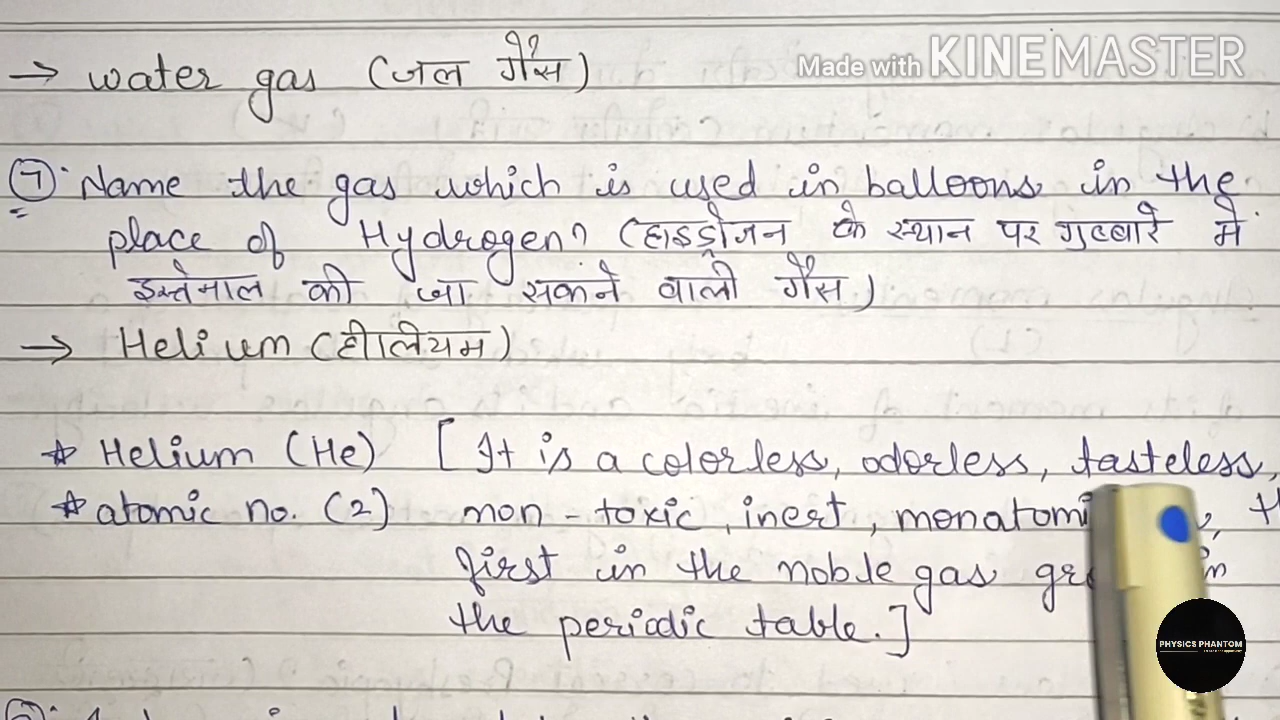 → water gas (जल गैस)
Made with KINEMASTER
⑦ Name the gas which is used in balloons in the
place of Hydrogen? (हाइड्रोजन के स्थान पर गुब्बारे में
इस्तेमाल की जा सकने वाली गैस)
→ Helium (हीलियम)
* Helium (He) [It is a colorless, odorless, tasteless,
* atomic no. (2) non-toxic, inert, monatomi
first in the noble gas in
the periodic table.]
PHYSICS PHANTOM